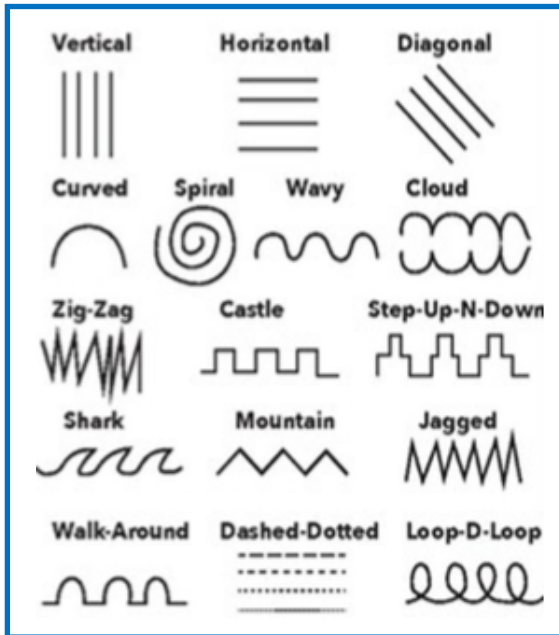 Vertical Horizontal Diagonal
Curved Spiral Wavy Cloud
Zig-Zag Castle Step-Up-N-Down
Shark Mountain Jagged
Walk-Around Dashed-Dotted Loop-D-Loop